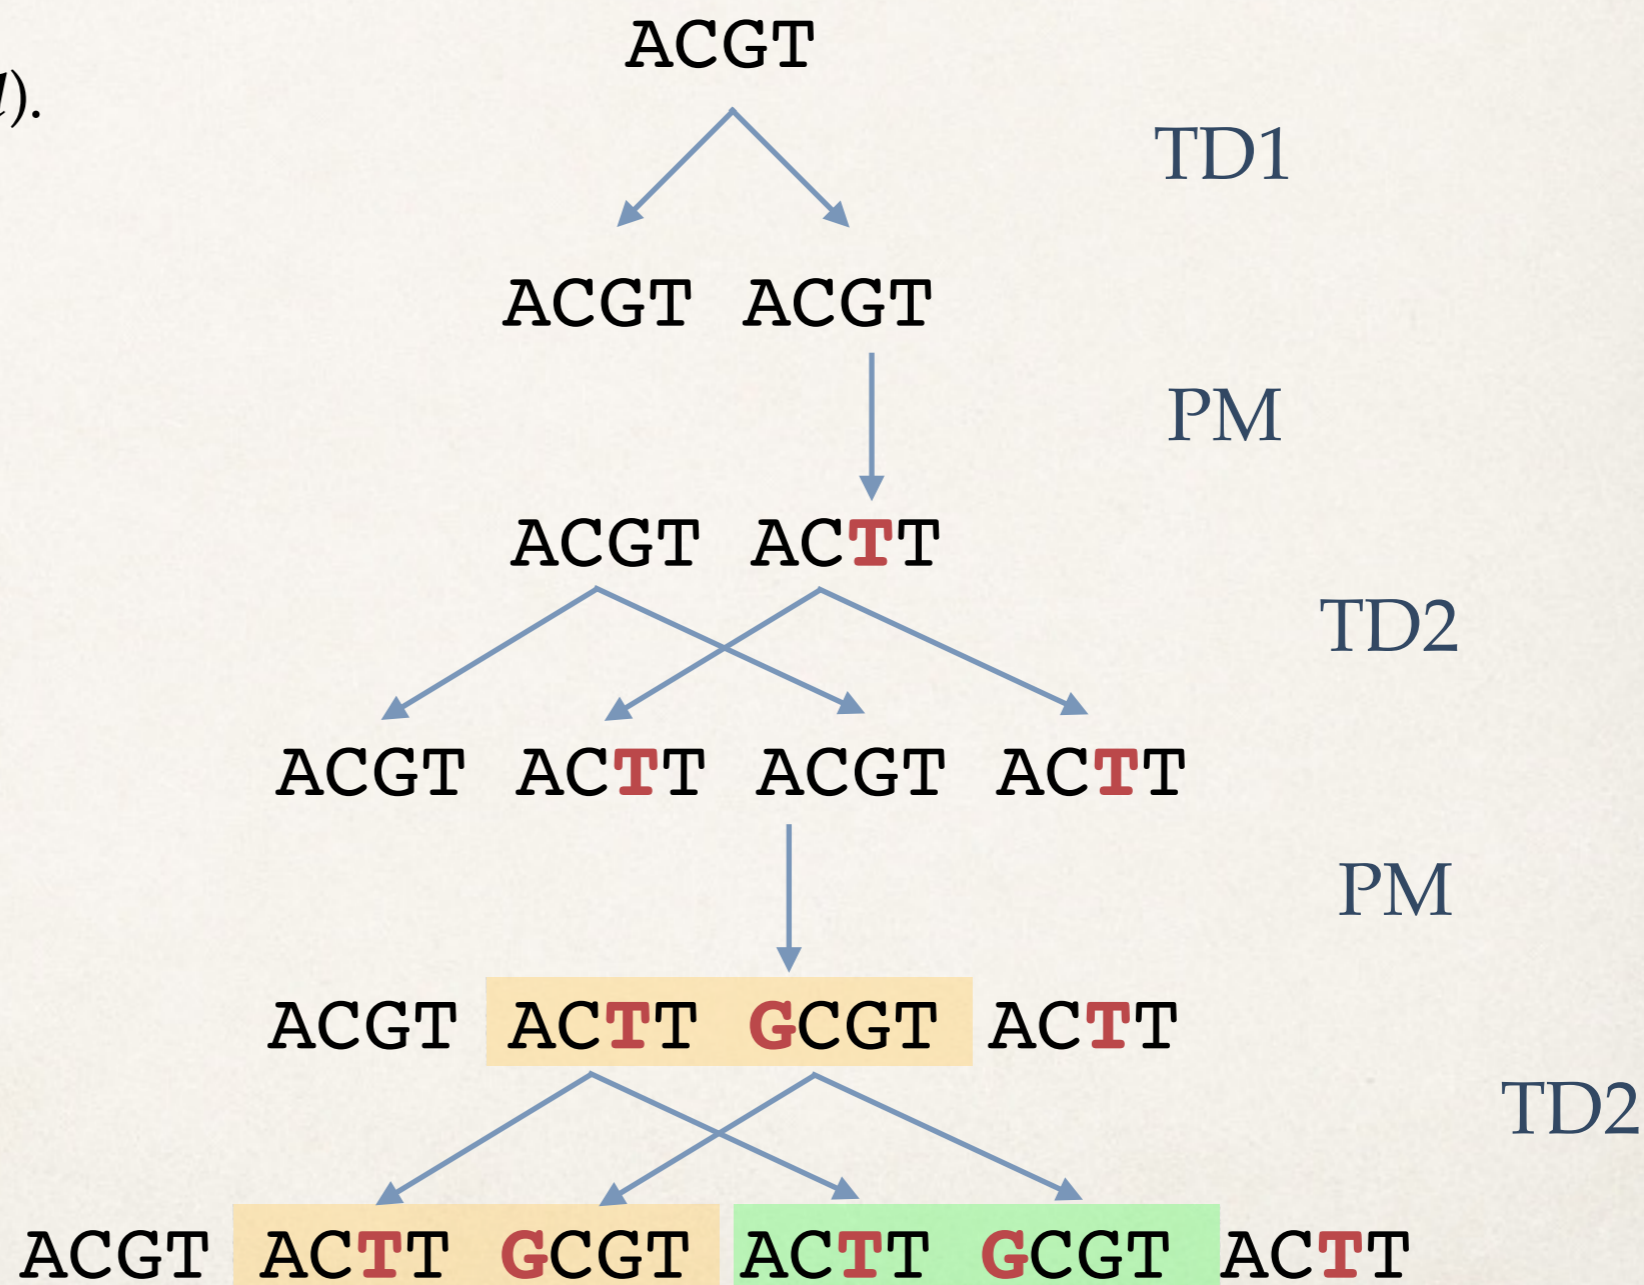 ACGT
l).
TD1
ACGT ACGT
PM
ACGT ACTT
TD2
ACGT ACTT ACGT ACTT
PM
ACGT ACTT GCGT ACTT
TD2
ACGT ACTT GCGT ACTT GCGT ACTT